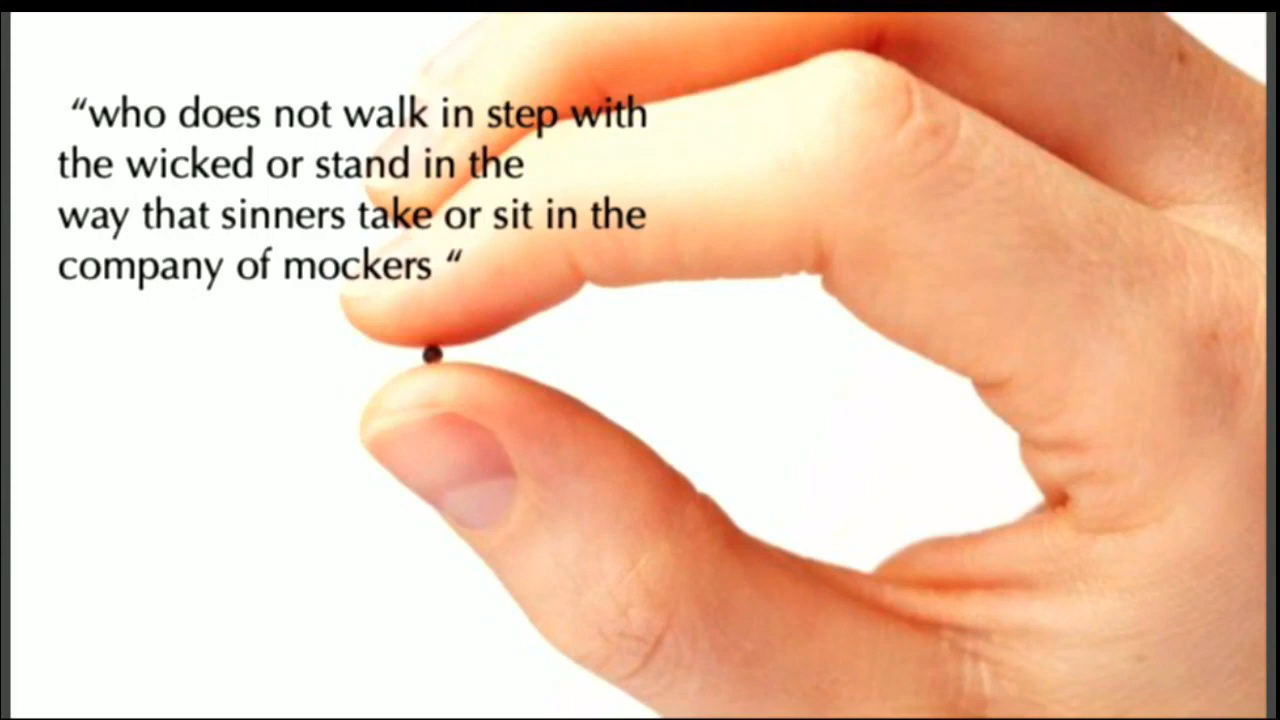 “who does not walk in step with
the wicked or stand in the
way that sinners take or sit in the
company of mockers “